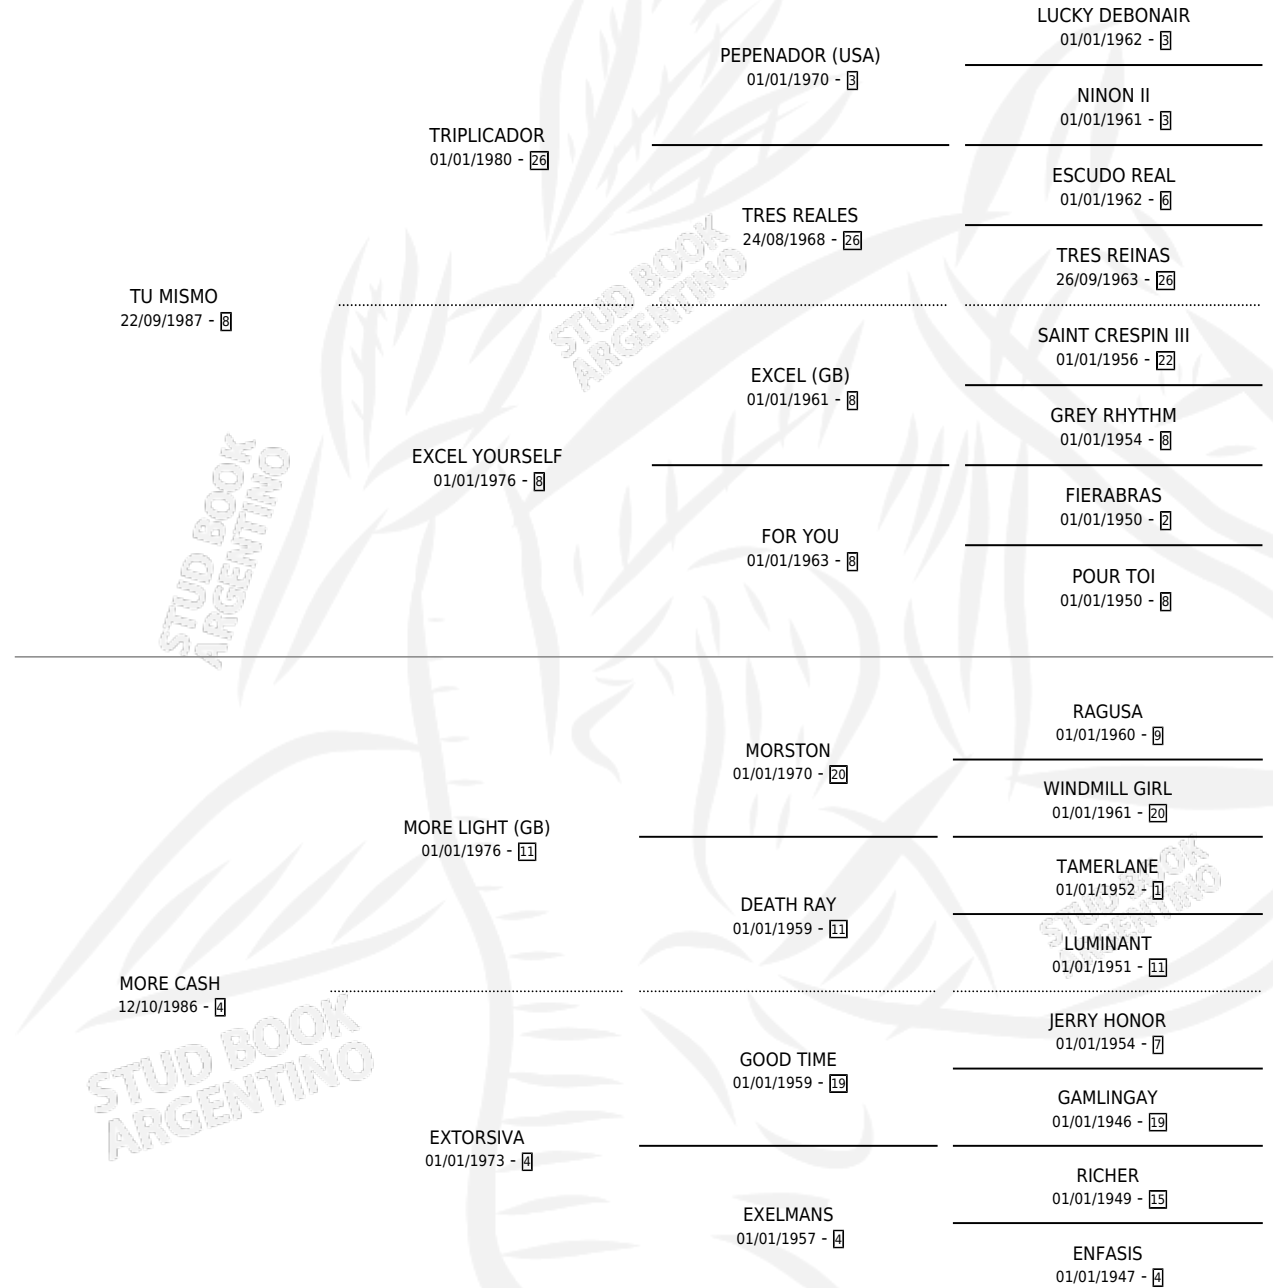 LUCKY DEBONAIR
01/01/1962 - 3
PEPENADOR (USA)
01/01/1970 - 3
NINON II
01/01/1961 - 3
TRIPLICADOR
01/01/1980 - 26
ESCUDO REAL
01/01/1962 - 6
TRES REALES
24/08/1968 - 26
TRES REINAS
26/09/1963 - 26
TU MISMO
22/09/1987 - 8
SAINT CRESPIN III
01/01/1956 - 22
EXCEL (GB)
01/01/1961 - 8
GREY RHYTHM
01/01/1954 - 8
EXCEL YOURSELF
01/01/1976 - 8
FIERABRAS
01/01/1950 - 2
FOR YOU
01/01/1963 - 8
POUR TOI
01/01/1950 - 8
RAGUSA
01/01/1960 - 9
MORSTON
01/01/1970 - 20
WINDMILL GIRL
01/01/1961 - 20
MORE LIGHT (GB)
01/01/1976 - 11
TAMERLANE
01/01/1952 - 1
DEATH RAY
01/01/1959 - 11
LUMINANT
01/01/1951 - 11
MORE CASH
12/10/1986 - 4
JERRY HONOR
01/01/1954 - 7
GOOD TIME
01/01/1959 - 19
GAMLINGAY
01/01/1946 - 19
EXTORSIVA
01/01/1973 - 4
RICHER
01/01/1949 - 15
EXELMANS
01/01/1957 - 4
ENFASIS
01/01/1947 - 4
STUD BOOK
ARGENTINO
STUD BOOK
ARGENTINO
STUD BOOK
ARGENTINO
STUD BOOK
ARGENTINO